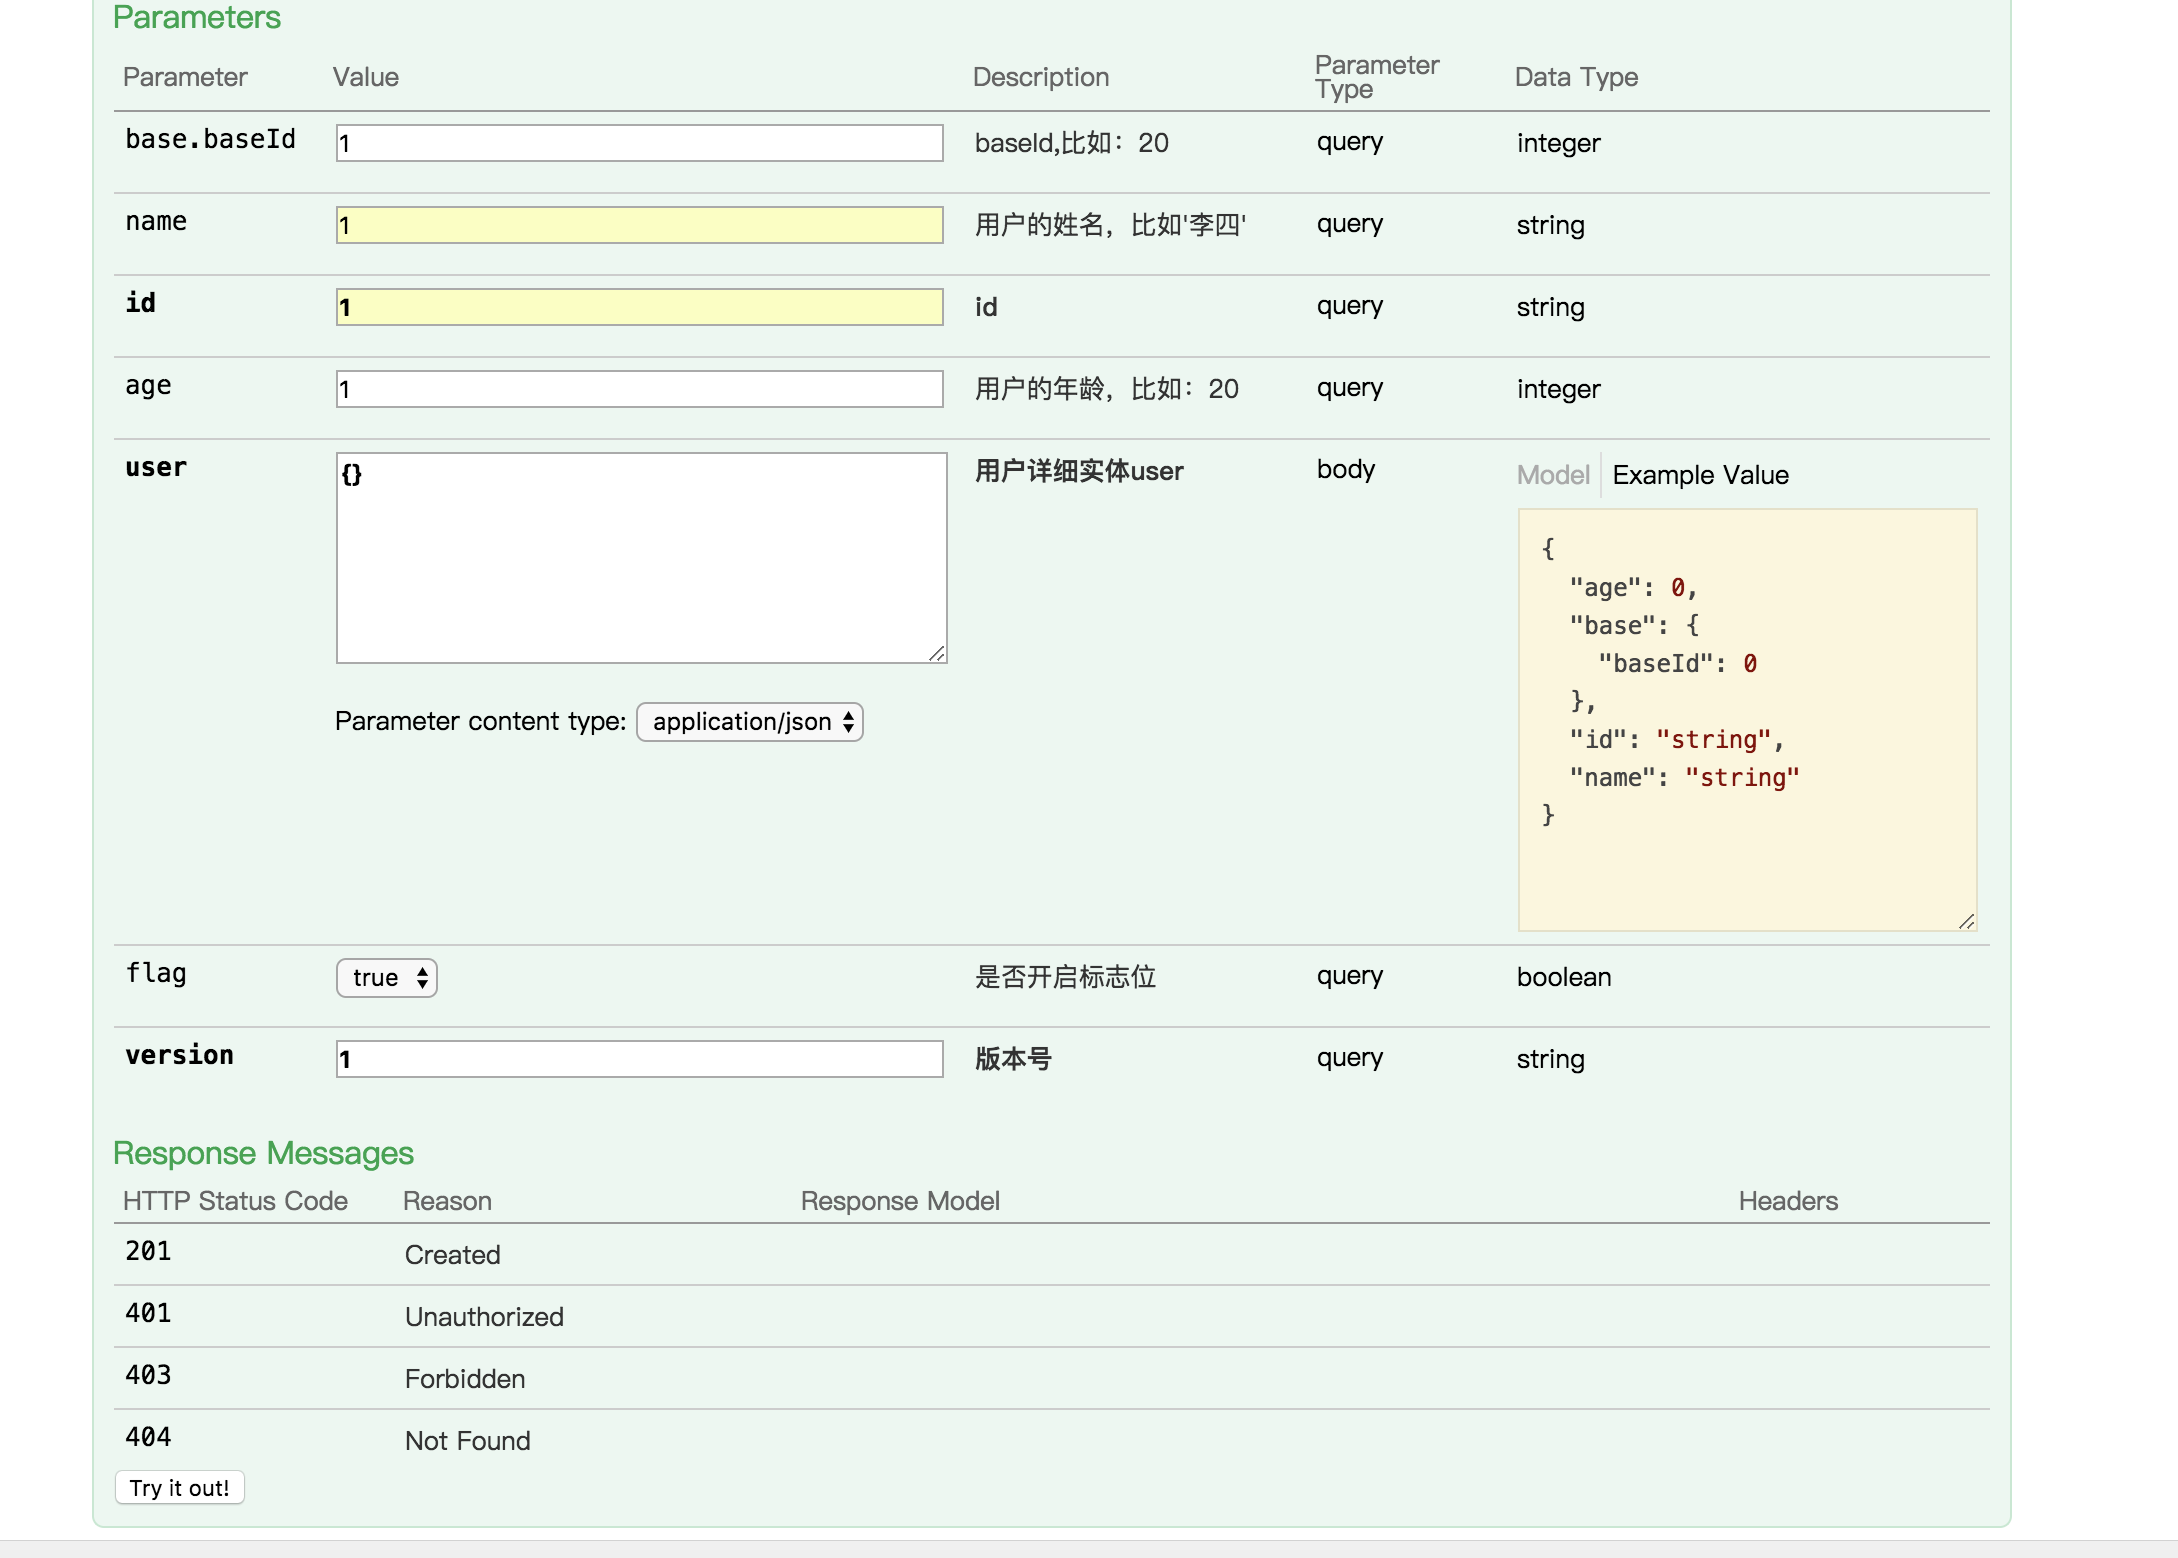 Parameters
Parameter Value Description Parameter Type Data Type
base.baseId 1 baseId,比如：20 query integer
name 1 用户的姓名，比如'李四' query string
id 1 id query string
age 1 用户的年龄，比如：20 query integer
user {} 用户详细实体user body Model Example Value
{
"age": 0,
"base": {
"baseId": 0
},
"id": "string",
"name": "string"
}
Parameter content type: application/json
flag true 是否开启标志位 query boolean
version 1 版本号 query string
Response Messages
HTTP Status Code Reason Response Model Headers
201 Created
401 Unauthorized
403 Forbidden
404 Not Found
Try it out!